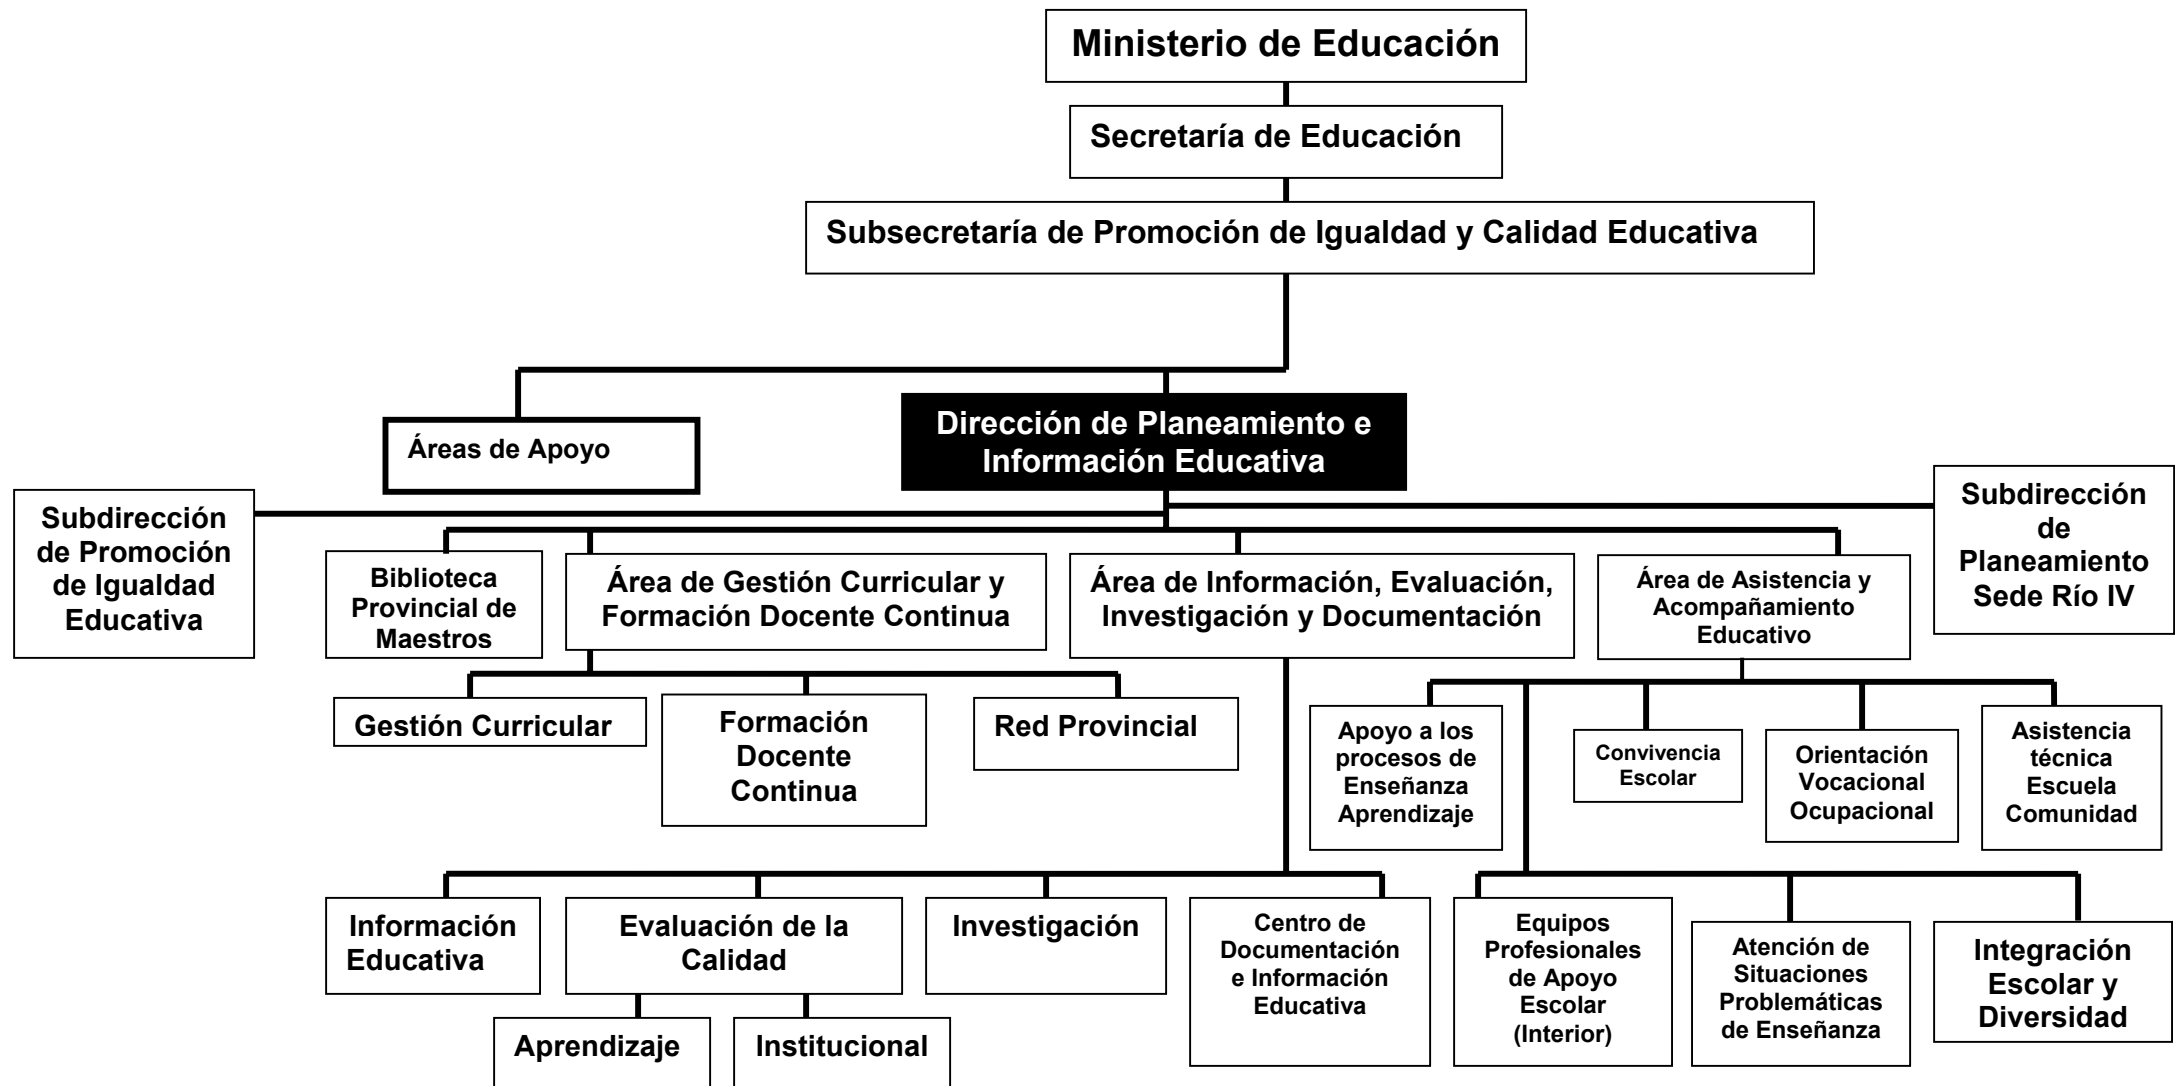 Ministerio de Educación
Secretaría de Educación
Subsecretaría de Promoción de Igualdad y Calidad Educativa
Áreas de Apoyo
Dirección de Planeamiento e
Información Educativa
Subdirección
de Promoción
de Igualdad
Educativa
Biblioteca
Provincial de
Maestros
Área de Gestión Curricular y
Formación Docente Continua
Área de Información, Evaluación,
Investigación y Documentación
Área de Asistencia y
Acompañamiento
Educativo
Subdirección
de
Planeamiento
Sede Río IV
Gestión Curricular
Formación
Docente
Continua
Red Provincial
Apoyo a los
procesos de
Enseñanza
Aprendizaje
Convivencia
Escolar
Orientación
Vocacional
Ocupacional
Asistencia
técnica
Escuela
Comunidad
Información
Educativa
Evaluación de la
Calidad
Investigación
Centro de
Documentación
e Información
Educativa
Equipos
Profesionales
de Apoyo
Escolar
(Interior)
Atención de
Situaciones
Problemáticas
de Enseñanza
Integración
Escolar y
Diversidad
Aprendizaje
Institucional